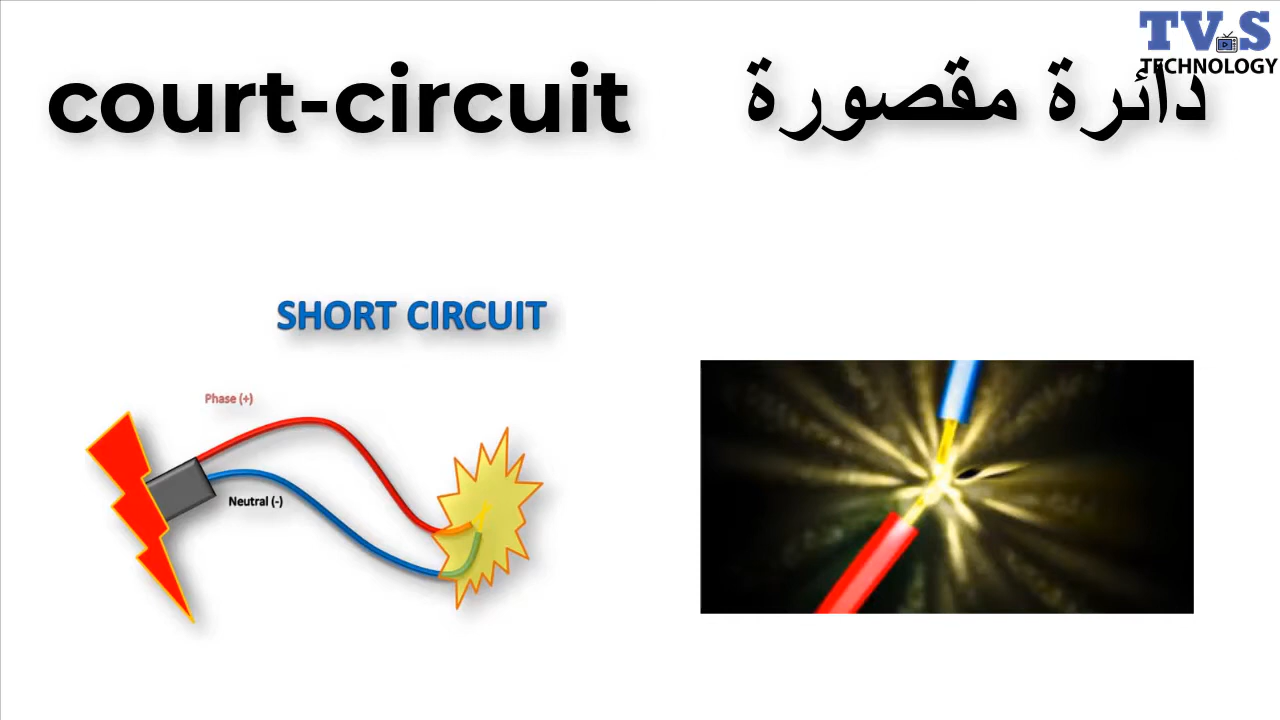 TVS
TECHNOLOGY
court-circuit
دائرة مقصورة
SHORT CIRCUIT
Phase (+)
Neutral (-)